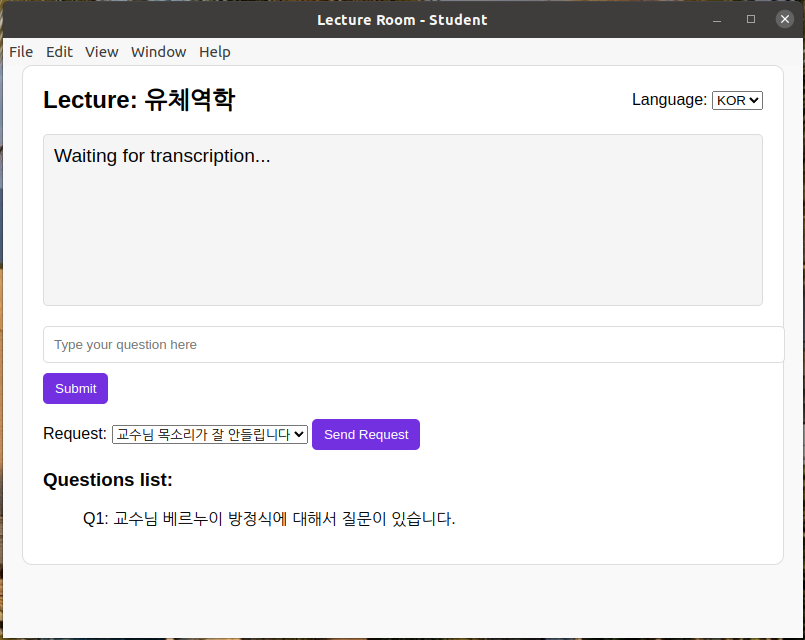 Lecture Room - Student
File Edit View Window Help
Lecture: 유체역학
Language: KOR
Waiting for transcription...
Type your question here
Submit
Request: 교수님 목소리가 잘 안들립니다 Send Request
Questions list:
Q1: 교수님 베르누이 방정식에 대해서 질문이 있습니다.